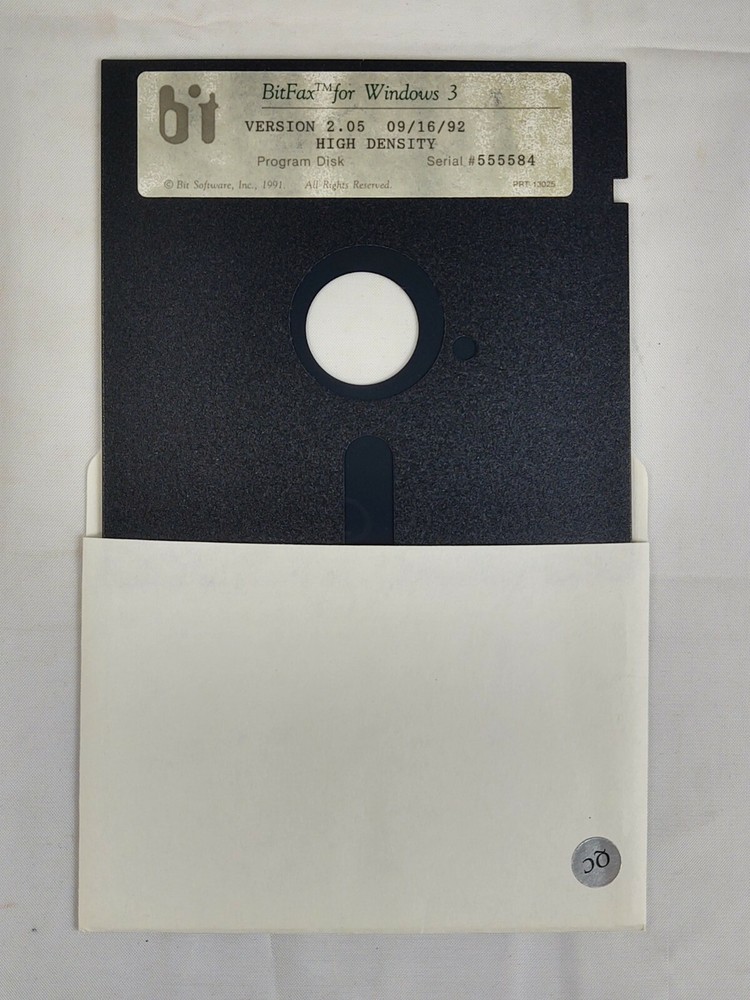 bit
BitFax™ for Windows 3
VERSION 2.05 09/16/92
HIGH DENSITY
Program Disk Serial #555584
© Bit Software, Inc., 1991 All Rights Reserved. PRT 13025
QC